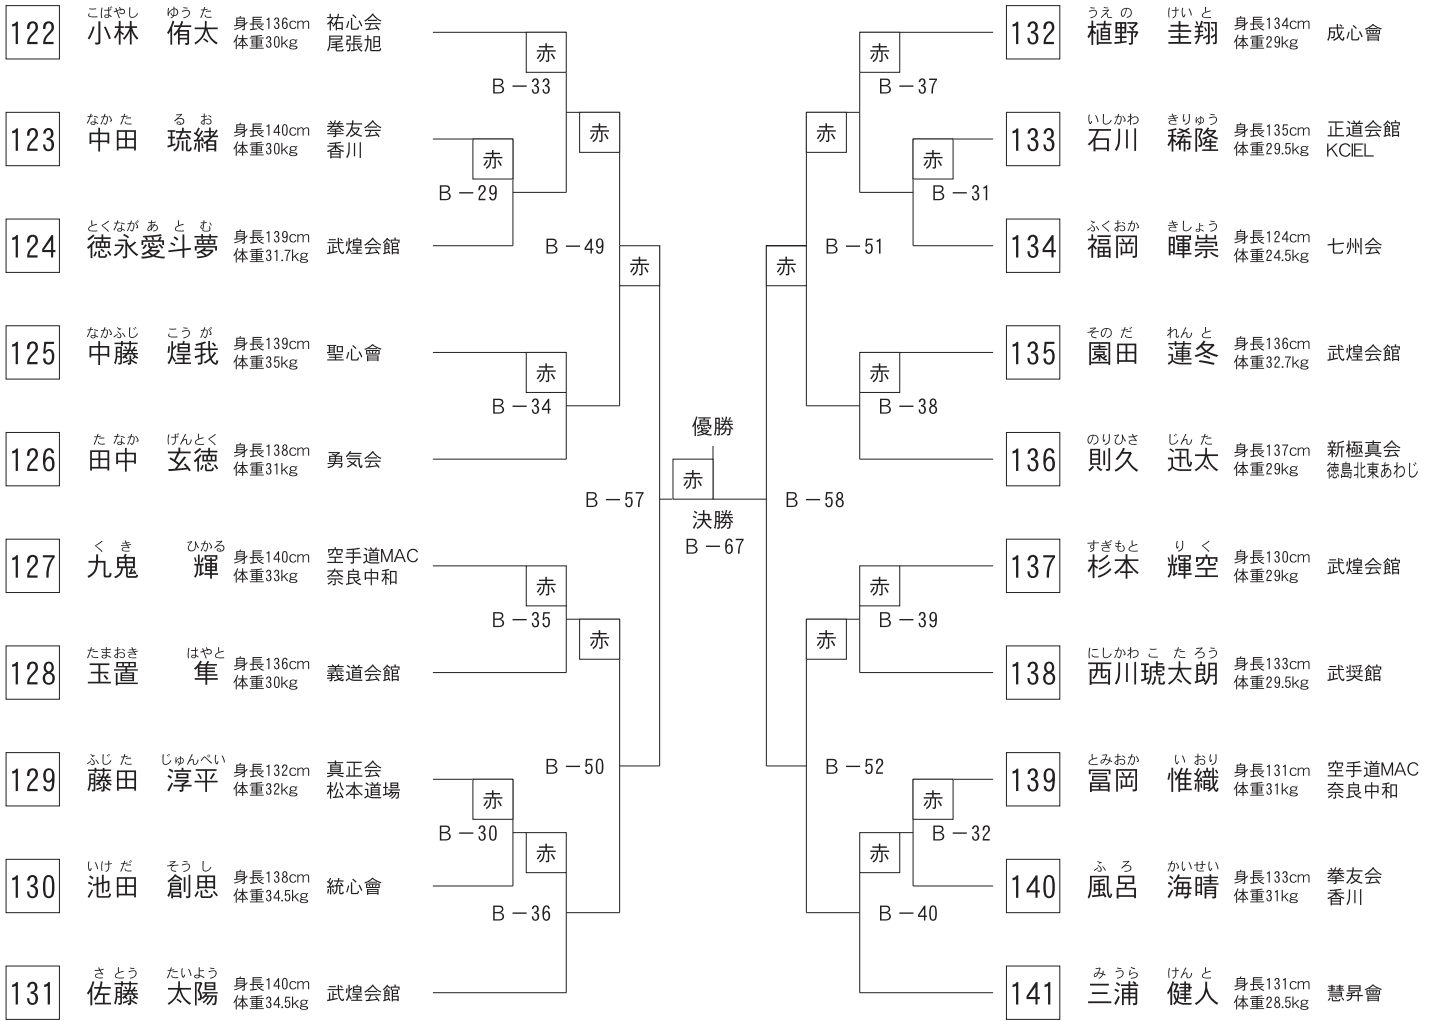 こばやし ゆう た
122 小林 侑太 身長136cm 体重30kg 祐心会 尾張旭
なか た る お
123 中田 琉緒 身長140cm 体重30kg 拳友会 香川
とくなが あ と む
124 徳永愛斗夢 身長139cm 体重31.7kg 武煌会館
なかふじ こう が
125 中藤 煌我 身長139cm 体重35kg 聖心會
た なか げんとく
126 田中 玄徳 身長138cm 体重31kg 勇気会
く き ひかる
127 九鬼 輝 身長140cm 体重33kg 空手道MAC 奈良中和
たまおき はやと
128 玉置 隼 身長136cm 体重30kg 義道会館
ふじ た じゅんぺい
129 藤田 淳平 身長132cm 体重32kg 真正会 松本道場
いけ だ そう し
130 池田 創思 身長138cm 体重34.5kg 統心會
さ とう たいよう
131 佐藤 太陽 身長140cm 体重34.5kg 武煌会館
赤
B－33
赤
赤
B－29
B－49
赤
赤
B－34
B－57
赤
B－35
赤
B－50
赤
B－30
赤
B－36
優勝
赤
決勝
B－67
赤
B－37
赤
赤
B－31
赤
B－51
赤
B－38
B－58
赤
B－39
赤
B－52
赤
B－32
赤
B－40
うえ の けい と
132 植野 圭翔 身長134cm 体重29kg 成心會
いしかわ きりゅう
133 石川 稀隆 身長135cm 体重29.5kg 正道会館 KCIEL
ふくおか きしょう
134 福岡 暉崇 身長124cm 体重24.5kg 七州会
その だ れん と
135 園田 蓮冬 身長136cm 体重32.7kg 武煌会館
のりひさ じん た
136 則久 迅太 身長137cm 体重29kg 新極真会 徳島北東あわじ
すぎもと り く
137 杉本 輝空 身長130cm 体重29kg 武煌会館
にしかわ こ た ろう
138 西川琥太朗 身長133cm 体重29.5kg 武奨館
とみおか い おり
139 冨岡 惟織 身長131cm 体重31kg 空手道MAC 奈良中和
ふ ろ かいせい
140 風呂 海晴 身長133cm 体重31kg 拳友会 香川
み うら けん と
141 三浦 健人 身長131cm 体重28.5kg 慧昇會